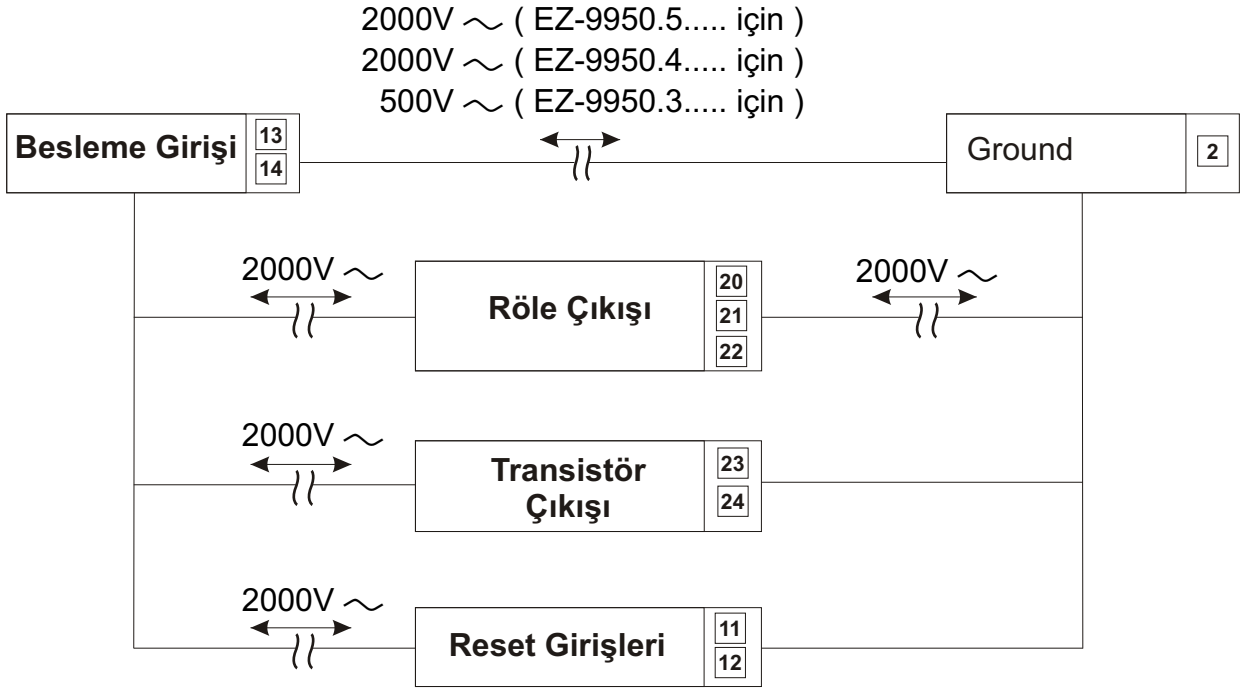 2000V ~ ( EZ-9950.5..... için )
2000V ~ ( EZ-9950.4..... için )
500V ~ ( EZ-9950.3..... için )
Besleme Girişi 13
14
Ground 2
2000V ~
Röle Çıkışı 20
21
22
2000V ~
2000V ~
Transistör 23
Çıkışı 24
2000V ~
Reset Girişleri 11
12